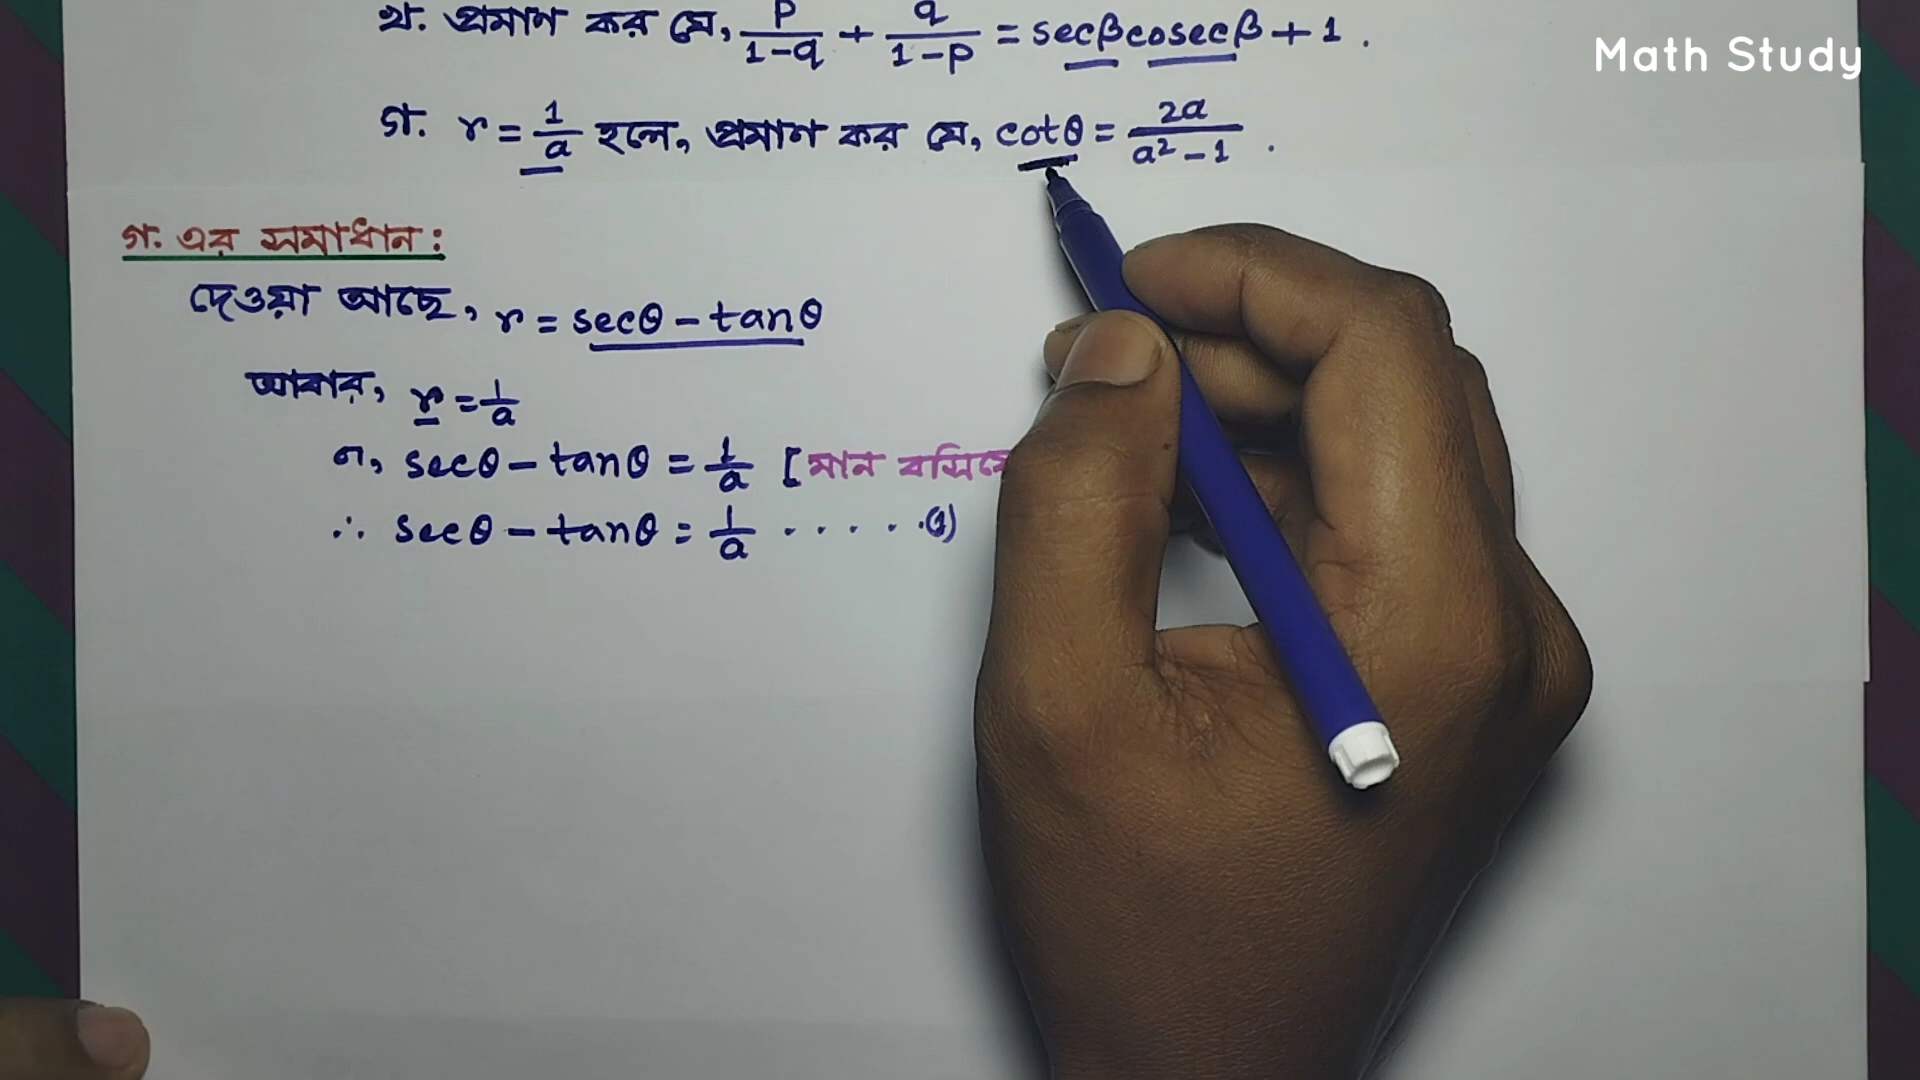 খ. প্রমাণ কর যে, p/(1-q) + q/(1-p) = secβcosecβ + 1 .
Math Study
গ. r = 1/a হলে, প্রমাণ কর যে, cotθ = 2a/(a² - 1) .
গ. এর সমাধান :
দেওয়া আছে, r = secθ - tanθ
আবার, r = 1/a
বা, secθ - tanθ = 1/a [মান বসিয়ে
∴ secθ - tanθ = 1/a . . . . .(1)